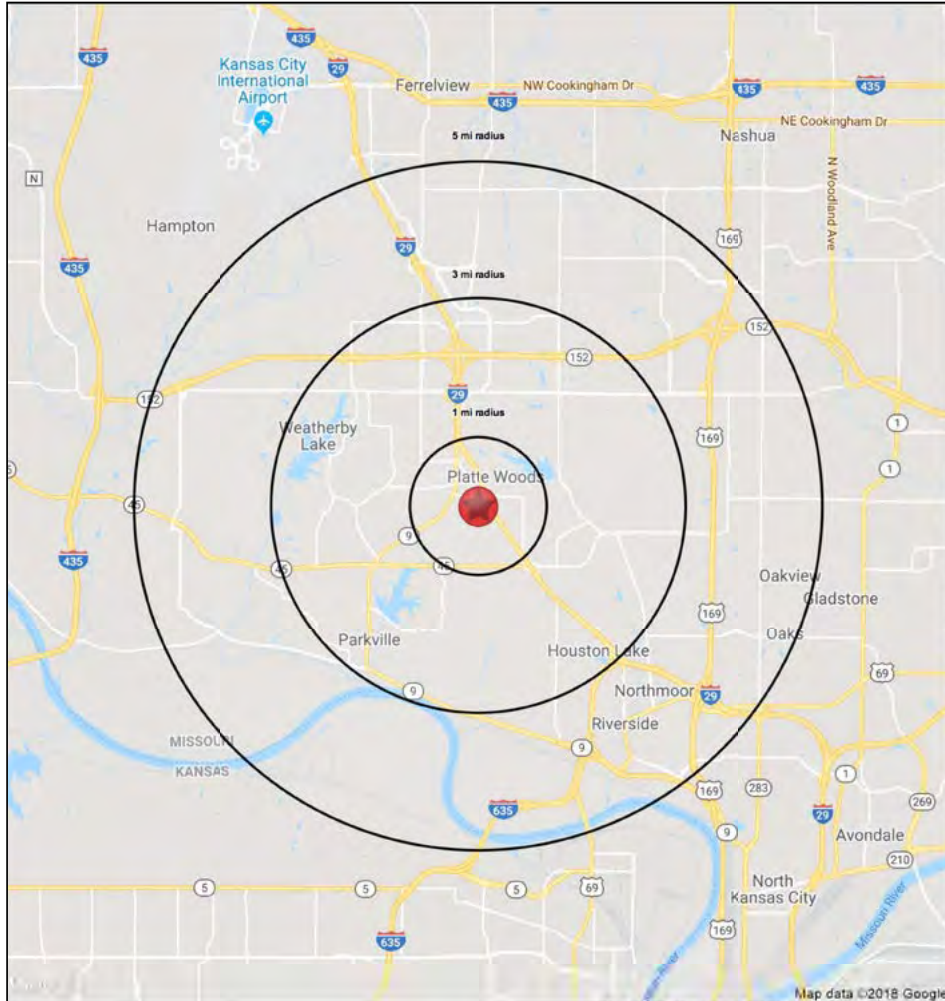 435
435
Kansas City
International
Airport
29
Ferrelview
NW Cookingham Dr
435
435
435
NE Cookingham Dr
5 mi radius
Nashua
N
N Woodland Ave
Hampton
29
169
435
3 mi radius
152
152
152
29
1 mi radius
1
Weatherby
Lake
169
1
Platte Woods
45
45
9
45
45
435
Oakview
Gladstone
169
Oaks
Parkville
Houston Lake
69
9
Northmoor
29
Riverside
MISSOURI
KANSAS
9
1
169
283
635
269
29
9
Avondale
210
5
5
5
69
North
Kansas City
169
Missouri River
635
Map data ©2018 Google